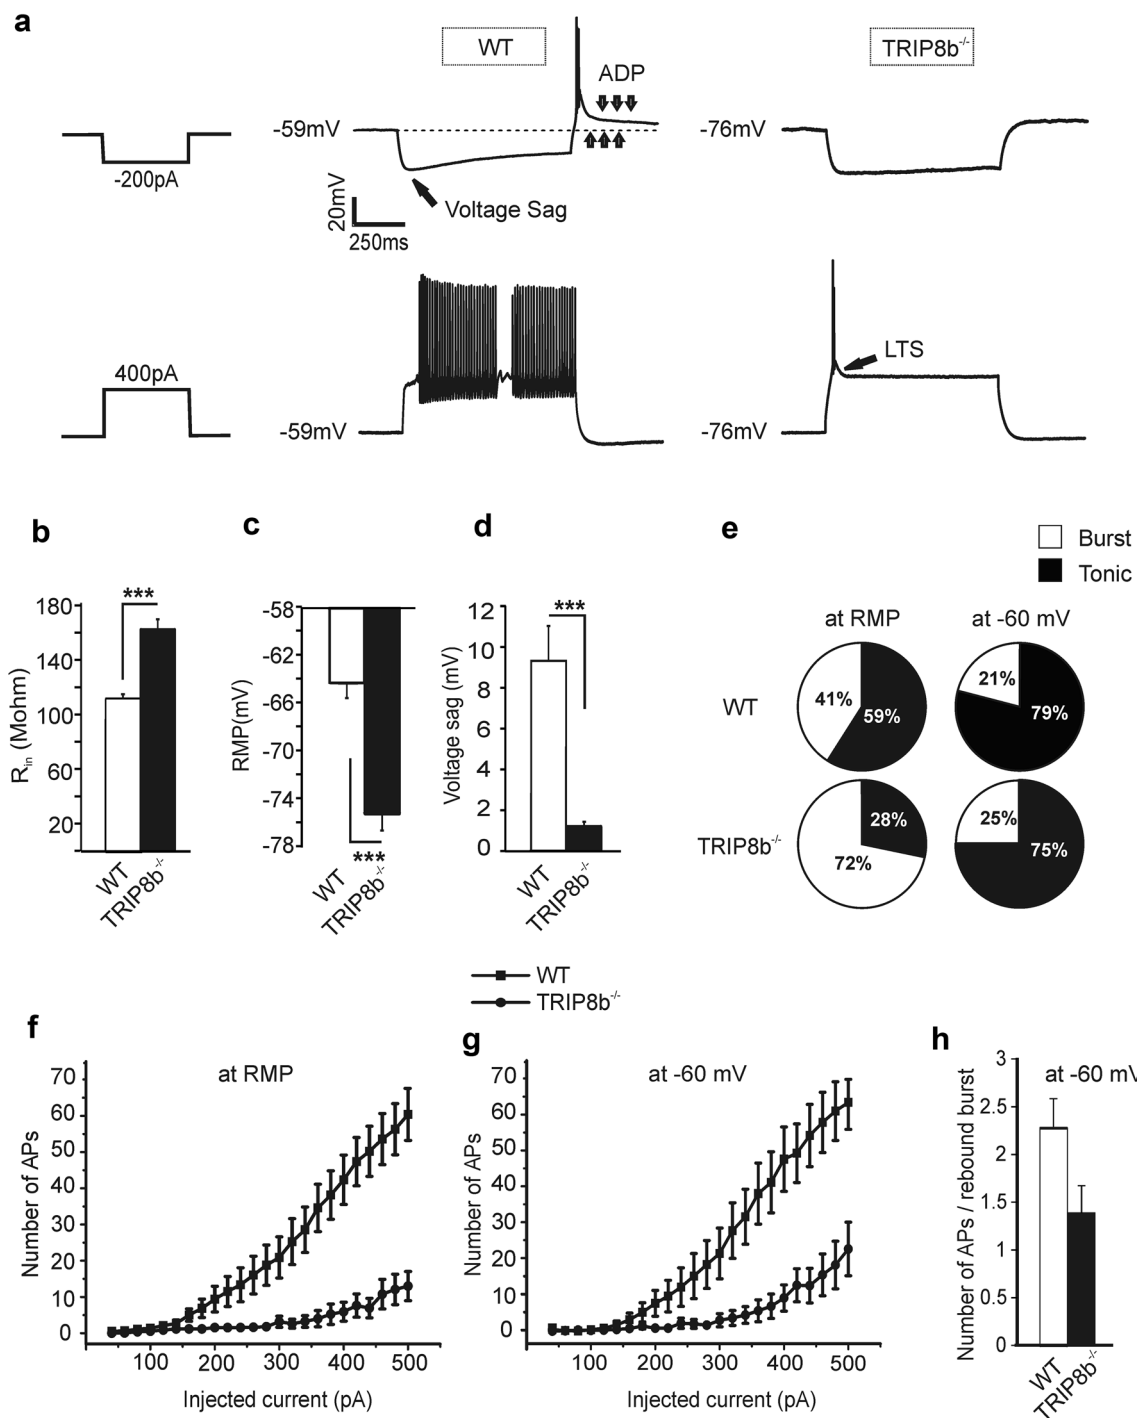 a
WT
TRIP8b-/-
ADP
-59mV
-76mV
-200pA
Voltage Sag
20mV
250ms
400pA
-59mV
-76mV
LTS
b
c
d
e
Burst
Tonic
at RMP
at -60 mV
***
180
140
100
60
20
Rin (Mohm)
WT
TRIP8b-/-
-58
-62
-66
-70
-74
-78
RMP(mV)
***
WT
TRIP8b-/-
***
12
10
8
6
4
2
0
Voltage sag (mV)
WT
TRIP8b-/-
WT
41%
59%
21%
79%
TRIP8b-/-
28%
72%
25%
75%
WT
TRIP8b-/-
f
at RMP
70
60
50
40
30
20
10
0
Number of APs
100 200 300 400 500
Injected current (pA)
g
at -60 mV
70
60
50
40
30
20
10
0
Number of APs
100 200 300 400 500
Injected current (pA)
h
at -60 mV
3
2.5
2
1.5
1
0.5
0
Number of APs / rebound burst
WT
TRIP8b-/-